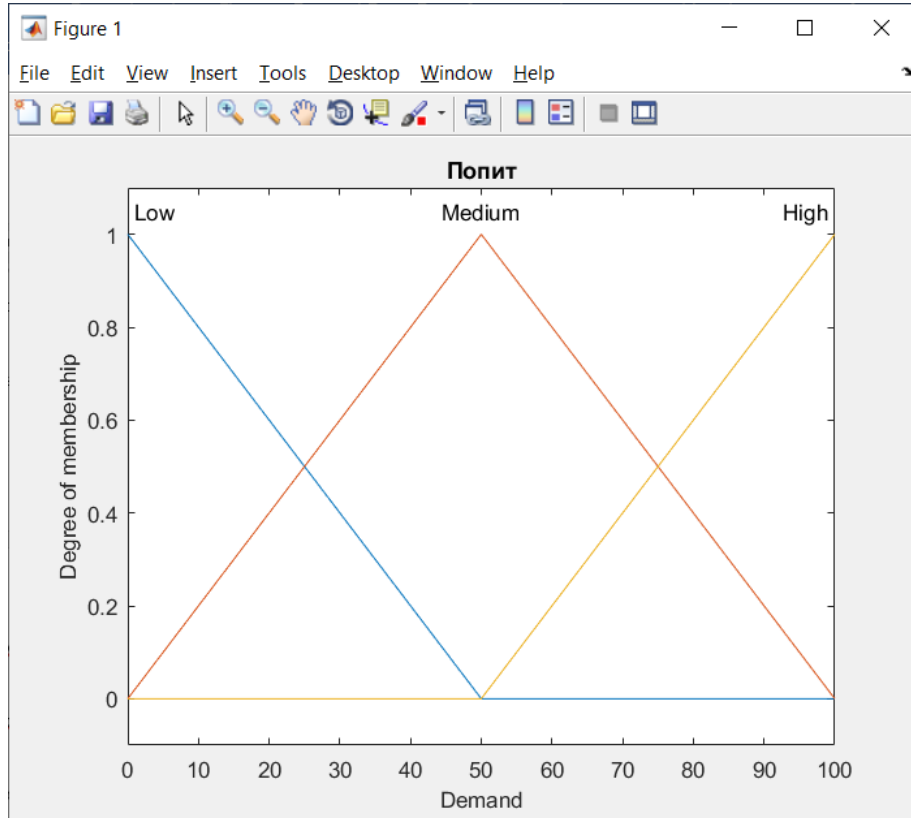 Figure 1
File Edit View Insert Tools Desktop Window Help
Попит
Low Medium High
1
0.8
0.6
0.4
0.2
0
Degree of membership
0 10 20 30 40 50 60 70 80 90 100
Demand